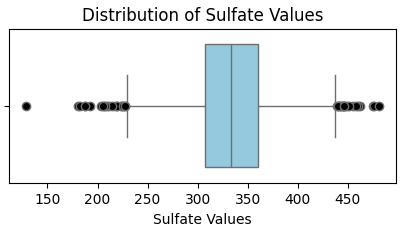 Distribution of Sulfate Values
150 200 250 300 350 400 450
Sulfate Values